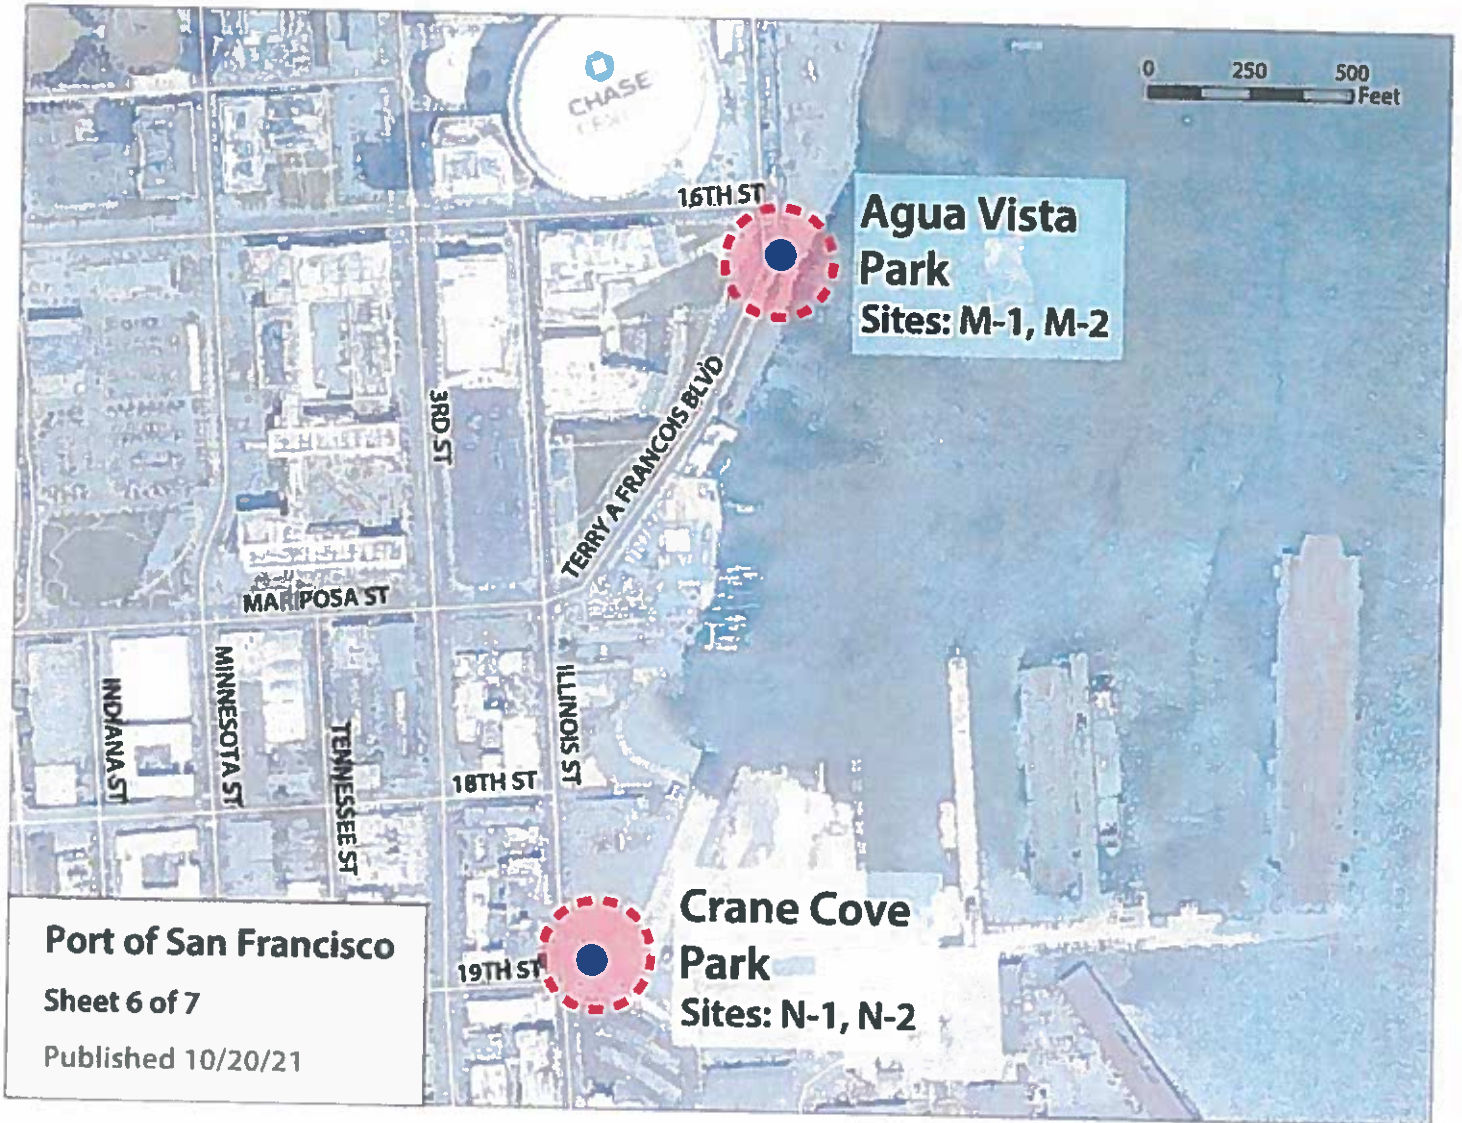 0 250 500
Feet
CHASE
16TH ST
Agua Vista
Park
Sites: M-1, M-2
3RD ST
TERRY A FRANCOIS BLVD
MARIPOSA ST
INDIANA ST
MINNESOTA ST
TENNESSEE ST
ILLINOIS ST
18TH ST
19TH ST
Crane Cove
Park
Sites: N-1, N-2
Port of San Francisco
Sheet 6 of 7
Published 10/20/21